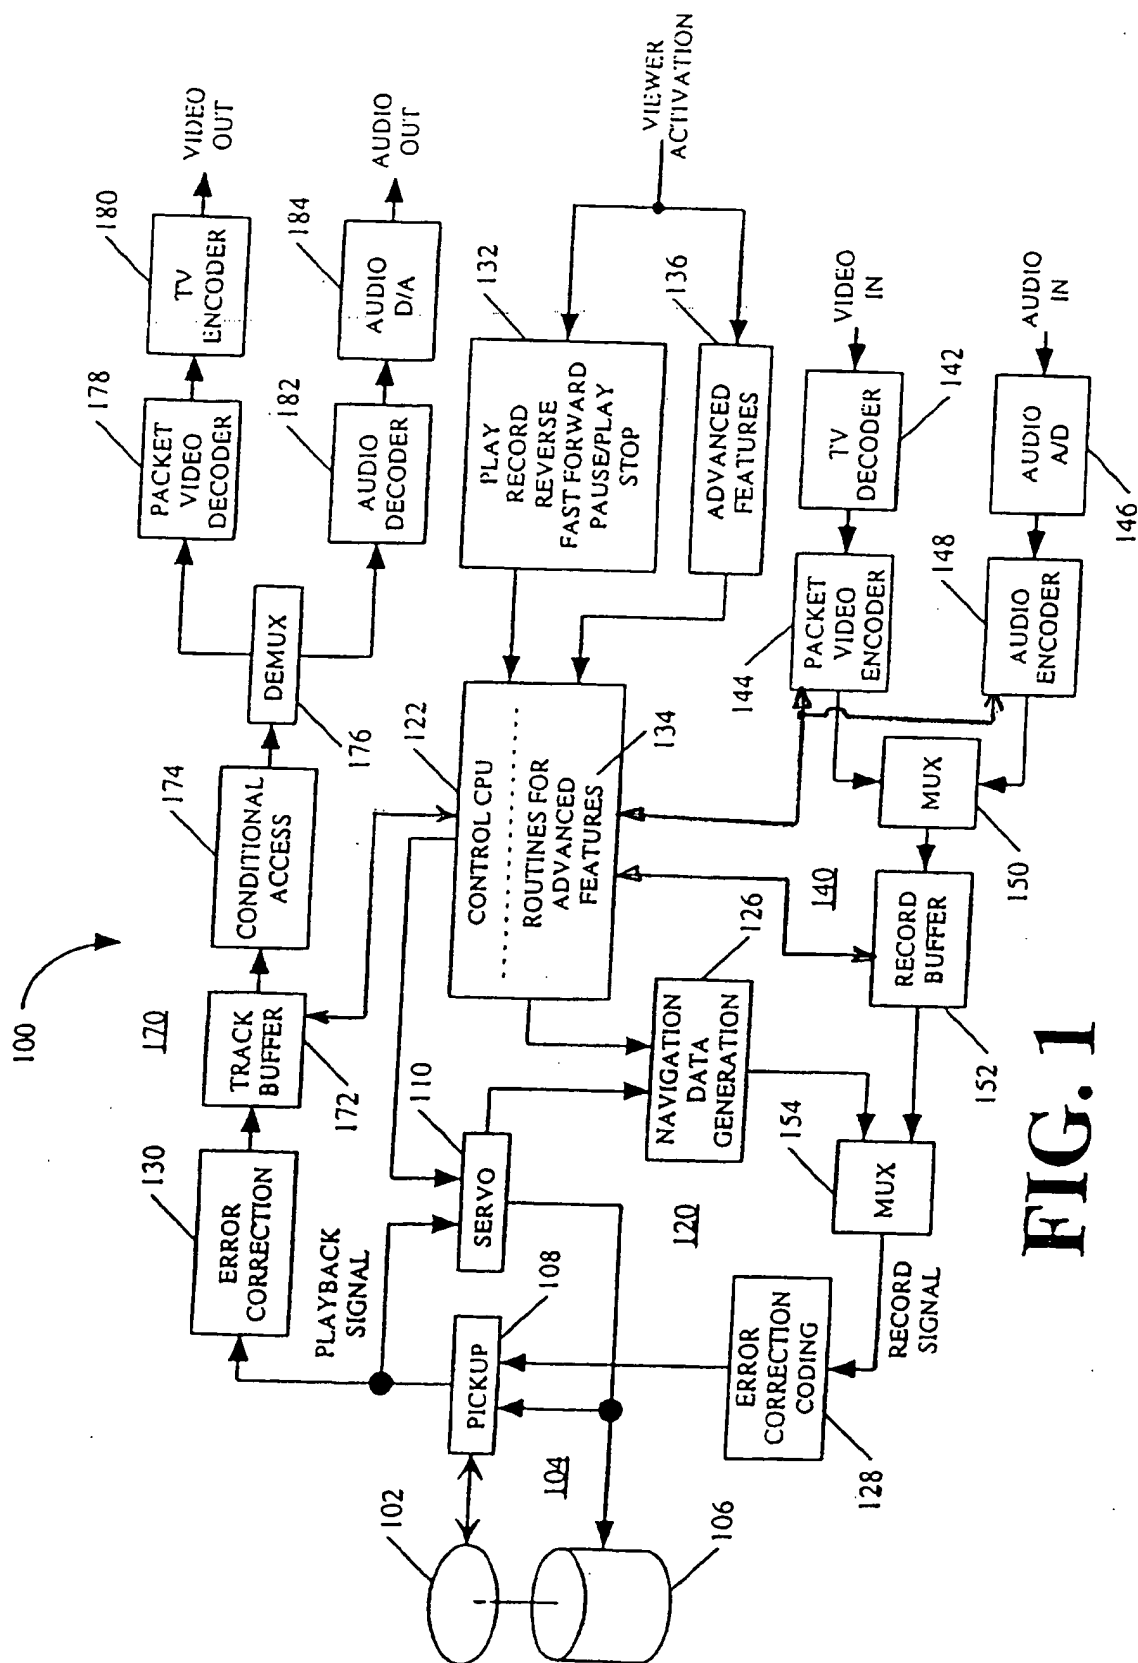 100
170
130
ERROR
CORRECTION
TRACK
BUFFER
172
174
CONDITIONAL
ACCESS
DEMUX
176
178
PACKET
VIDEO
DECODER
180
TV
ENCODER
VIDEO
OUT
182
AUDIO
DECODER
184
AUDIO
D/A
AUDIO
OUT
PLAYBACK
SIGNAL
102
104
106
108
PICKUP
110
SERVO
120
122
CONTROL CPU
ROUTINES FOR
ADVANCED
FEATURES
134
132
PLAY
RECORD
REVERSE
FAST FORWARD
PAUSE/PLAY
STOP
136
ADVANCED
FEATURES
VIEWER
ACTIVATION
126
NAVIGATION
DATA
GENERATION
140
144
PACKET
VIDEO
ENCODER
TV
DECODER
142
VIDEO
IN
148
AUDIO
ENCODER
AUDIO
A/D
146
AUDIO
IN
MUX
150
RECORD
BUFFER
152
154
MUX
RECORD
SIGNAL
ERROR
CORRECTION
CODING
128
FIG. 1